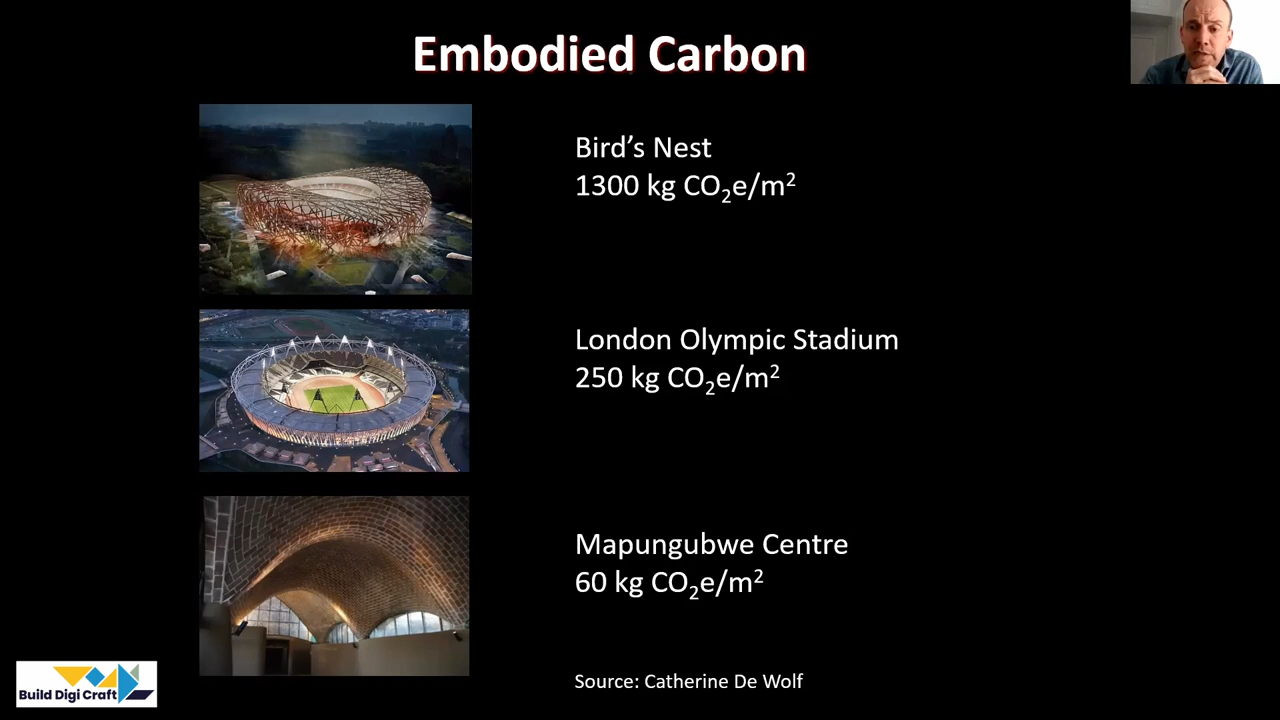 Embodied Carbon
Bird’s Nest
1300 kg CO₂e/m²
London Olympic Stadium
250 kg CO₂e/m²
Mapungubwe Centre
60 kg CO₂e/m²
Source: Catherine De Wolf
Build Digi Craft